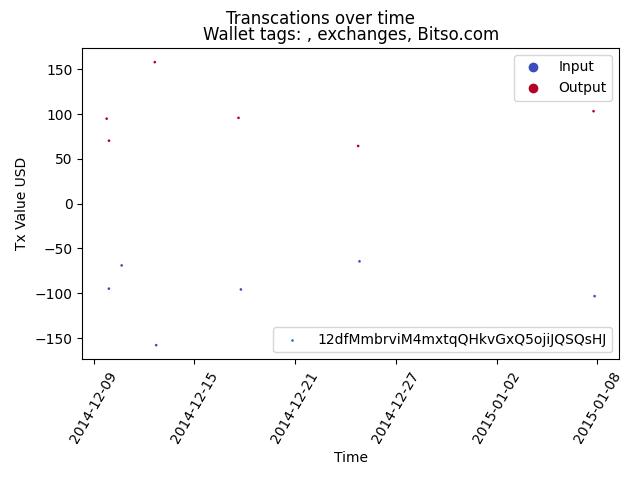 Transcations over time
Wallet tags: , exchanges, Bitso.com
150
100
50
0
−50
−100
−150
Tx Value USD
Input
Output
12dfMmbrviM4mxtqQHkvGxQ5ojiJQSQsHJ
2014-12-09
2014-12-15
2014-12-21
2014-12-27
2015-01-02
2015-01-08
Time